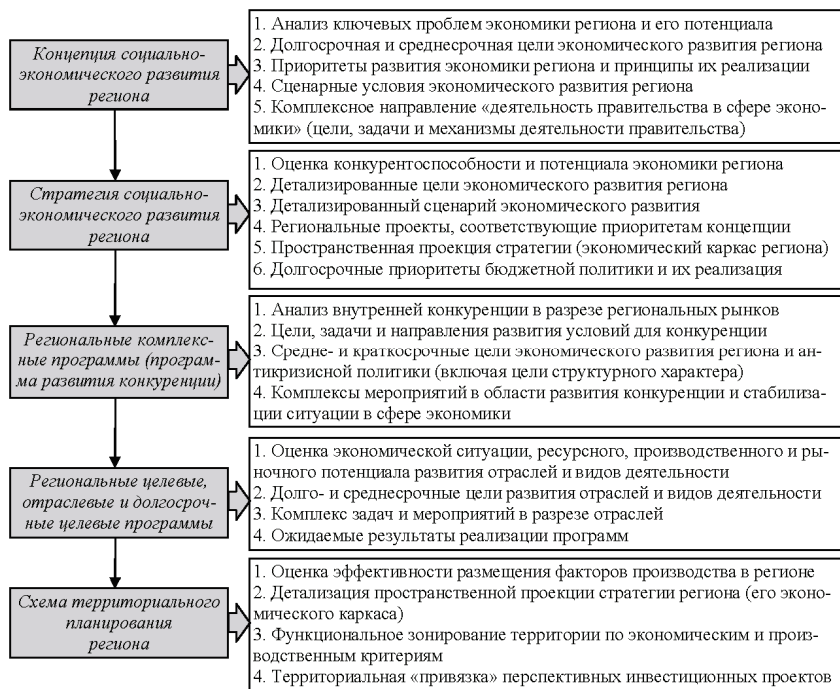 Концепция социально-
экономического развития
региона
1. Анализ ключевых проблем экономики региона и его потенциала
2. Долгосрочная и среднесрочная цели экономического развития региона
3. Приоритеты развития экономики региона и принципы их реализации
4. Сценарные условия экономического развития региона
5. Комплексное направление «деятельность правительства в сфере эконо-
мики» (цели, задачи и механизмы деятельности правительства)
Стратегия социально-
экономического развития
региона
1. Оценка конкурентоспособности и потенциала экономики региона
2. Детализированные цели экономического развития региона
3. Детализированный сценарий экономического развития
4. Региональные проекты, соответствующие приоритетам концепции
5. Пространственная проекция стратегии (экономический каркас региона)
6. Долгосрочные приоритеты бюджетной политики и их реализация
Региональные комплекс-
ные программы (програм-
ма развития конкуренции)
1. Анализ внутренней конкуренции в разрезе региональных рынков
2. Цели, задачи и направления развития условий для конкуренции
3. Средне- и краткосрочные цели экономического развития региона и ан-
тикризисной политики (включая цели структурного характера)
4. Комплексы мероприятий в области развития конкуренции и стабилиза-
ции ситуации в сфере экономики
Региональные целевые,
отраслевые и долгосроч-
ные целевые программы
1. Оценка экономической ситуации, ресурсного, производственного и ры-
ночного потенциала развития отраслей и видов деятельности
2. Долго- и среднесрочные цели развития отраслей и видов деятельности
3. Комплекс задач и мероприятий в разрезе отраслей
4. Ожидаемые результаты реализации программ
Схема территориального
планирования
региона
1. Оценка эффективности размещения факторов производства в регионе
2. Детализация пространственной проекции стратегии региона (его эконо-
мического каркаса)
3. Функциональное зонирование территории по экономическим и произ-
водственным критериям
4. Территориальная «привязка» перспективных инвестиционных проектов